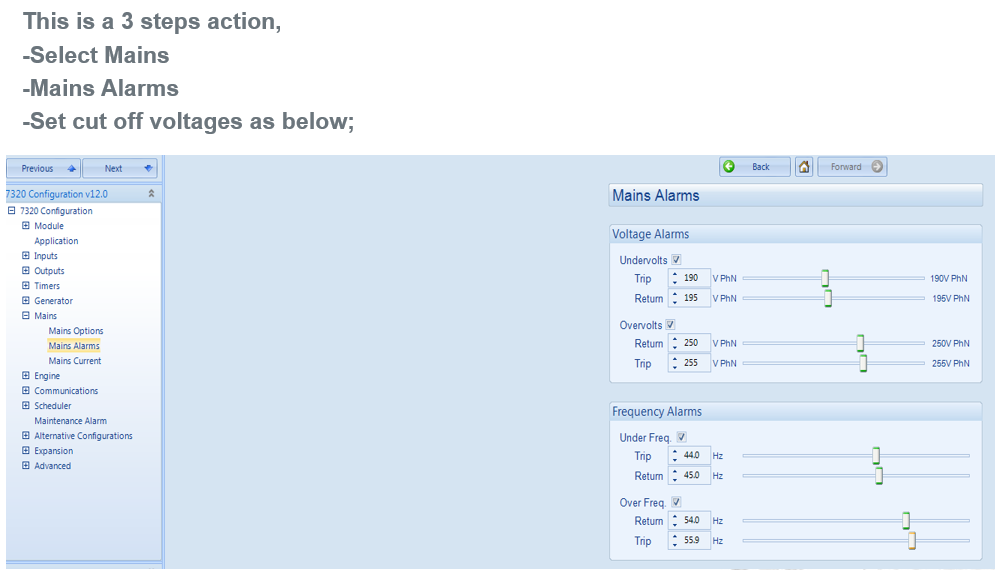 This is a 3 steps action,
-Select Mains
-Mains Alarms
-Set cut off voltages as below;
Previous Next
Back Forward
7320 Configuration v12.0
7320 Configuration
Module
Application
Inputs
Outputs
Timers
Generator
Mains
Mains Options
Mains Alarms
Mains Current
Engine
Communications
Scheduler
Maintenance Alarm
Alternative Configurations
Expansion
Advanced
Mains Alarms
Voltage Alarms
Undervolts
Trip 190 V PhN 190V PhN
Return 195 V PhN 195V PhN
Overvolts
Return 250 V PhN 250V PhN
Trip 255 V PhN 255V PhN
Frequency Alarms
Under Freq.
Trip 44.0 Hz
Return 45.0 Hz
Over Freq.
Return 54.0 Hz
Trip 55.9 Hz